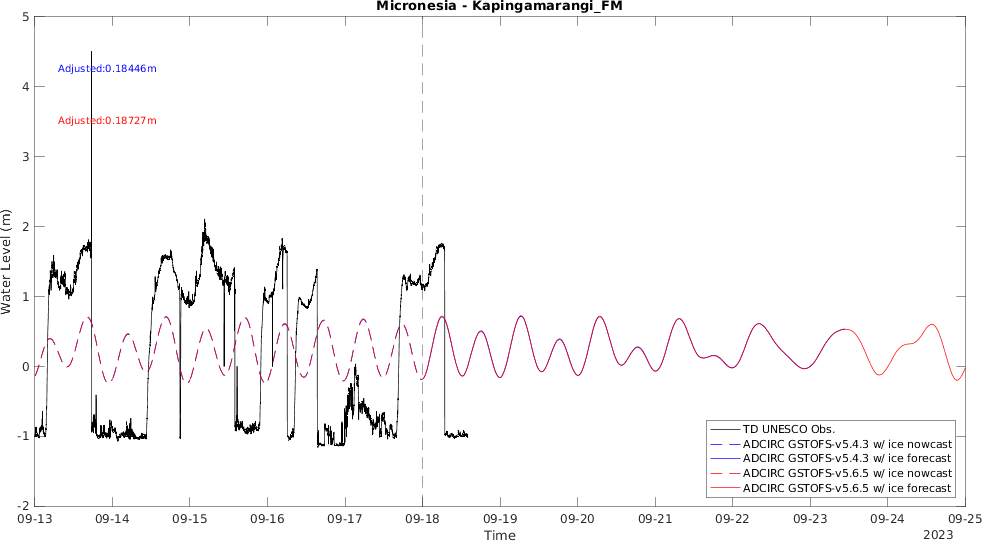 Micronesia - Kapingamarangi_FM
5
4
3
2
1
0
-1
-2
Water Level (m)
Adjusted:0.18446m
Adjusted:0.18727m
TD UNESCO Obs.
ADCIRC GSTOFS-v5.4.3 w/ ice nowcast
ADCIRC GSTOFS-v5.4.3 w/ ice forecast
ADCIRC GSTOFS-v5.6.5 w/ ice nowcast
ADCIRC GSTOFS-v5.6.5 w/ ice forecast
09-13 09-14 09-15 09-16 09-17 09-18 09-19 09-20 09-21 09-22 09-23 09-24 09-25
Time
2023